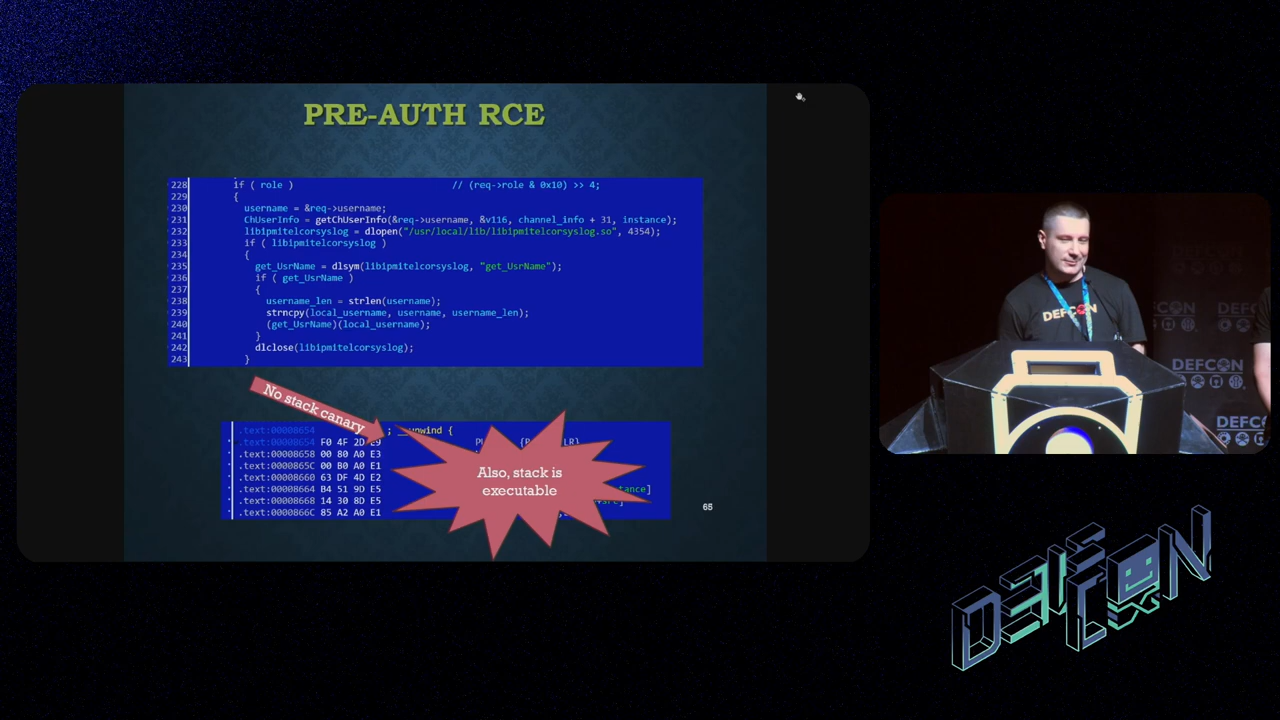 PRE-AUTH RCE
228 if ( role ) // (req->role & 0x10) >> 4;
229 {
230 username = &req->username;
231 ChUserInfo = getChUserInfo(&req->username, &v116, channel_info + 31, instance);
232 libipmitelcorsyslog = dlopen("/usr/local/lib/libipmitelcorsyslog.so", 4354);
233 if ( libipmitelcorsyslog )
234 {
235 get_UsrName = dlsym(libipmitelcorsyslog, "get_UsrName");
236 if ( get_UsrName )
237 {
238 username_len = strlen(username);
239 strncpy(local_username, username, username_len);
240 (get_UsrName)(local_username);
241 }
242 dlclose(libipmitelcorsyslog);
243 }
No stack canary
.text:00008654 ; __unwind {
.text:00008654 F0 4F 2D E9
.text:00008658 00 80 A0 E3
.text:0000865C 00 B0 A0 E1
.text:00008660 63 DF 4D E2
.text:00008664 B4 51 9D E5
.text:00008668 14 30 8D E5
.text:0000866C 85 A2 A0 E1
Also, stack is
executable
65
DEFCON
DEFCON
DEFCON
DEFCON